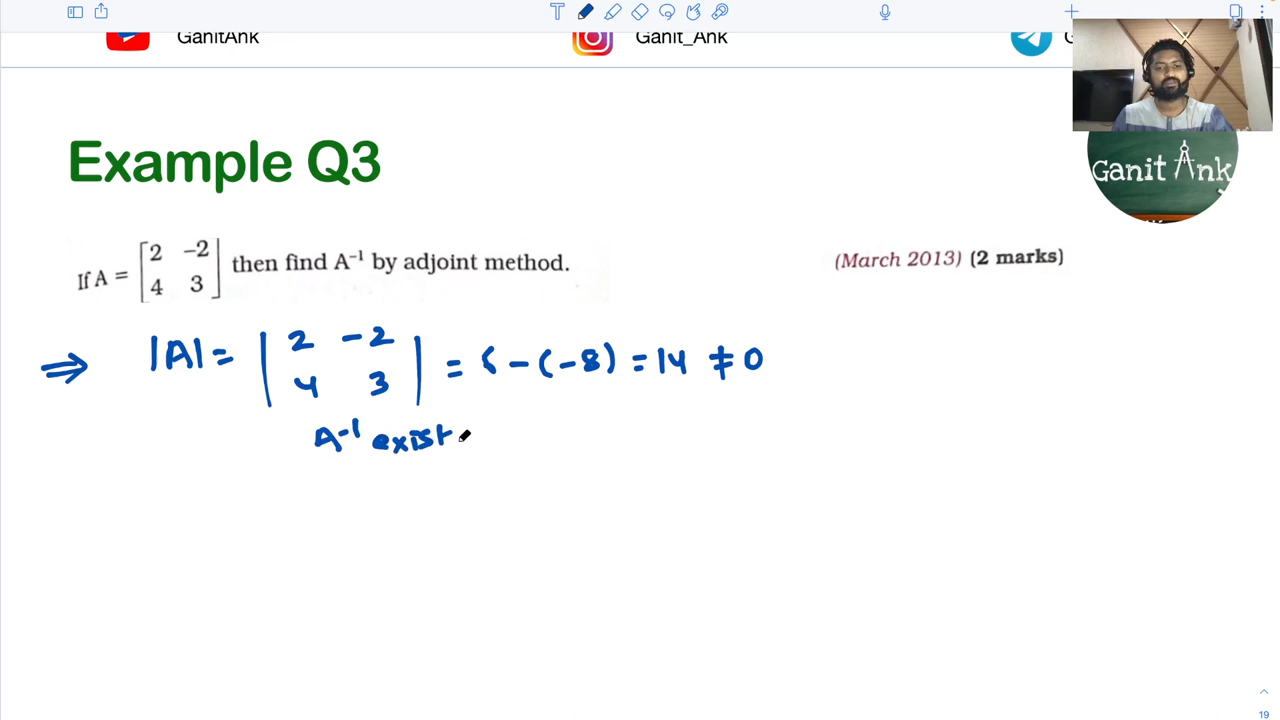 GanitAnk Ganit_Ank G
Ganit Ank
Example Q3
If A = [2 -2 4 3] then find A⁻¹ by adjoint method. (March 2013) (2 marks)
⇒ |A| = | 2 -2 4 3 | = 6 - (-8) = 14 ≠ 0
A⁻¹ exist
19